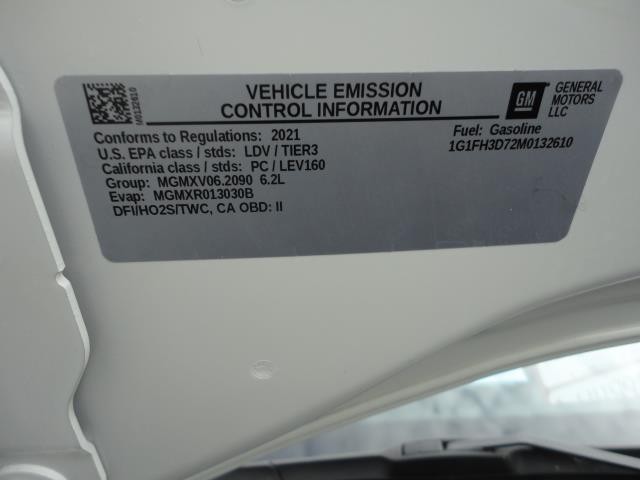 M0132610
VEHICLE EMISSION
CONTROL INFORMATION
GM
GENERAL
MOTORS
LLC
Conforms to Regulations: 2021
U.S. EPA class / stds: LDV / TIER3
California class / stds: PC / LEV160
Group: MGMXV06.2090 6.2L
Evap: MGMXR013030B
DFI/HO2S/TWC, CA OBD: II
Fuel: Gasoline
1G1FH3D72M0132610